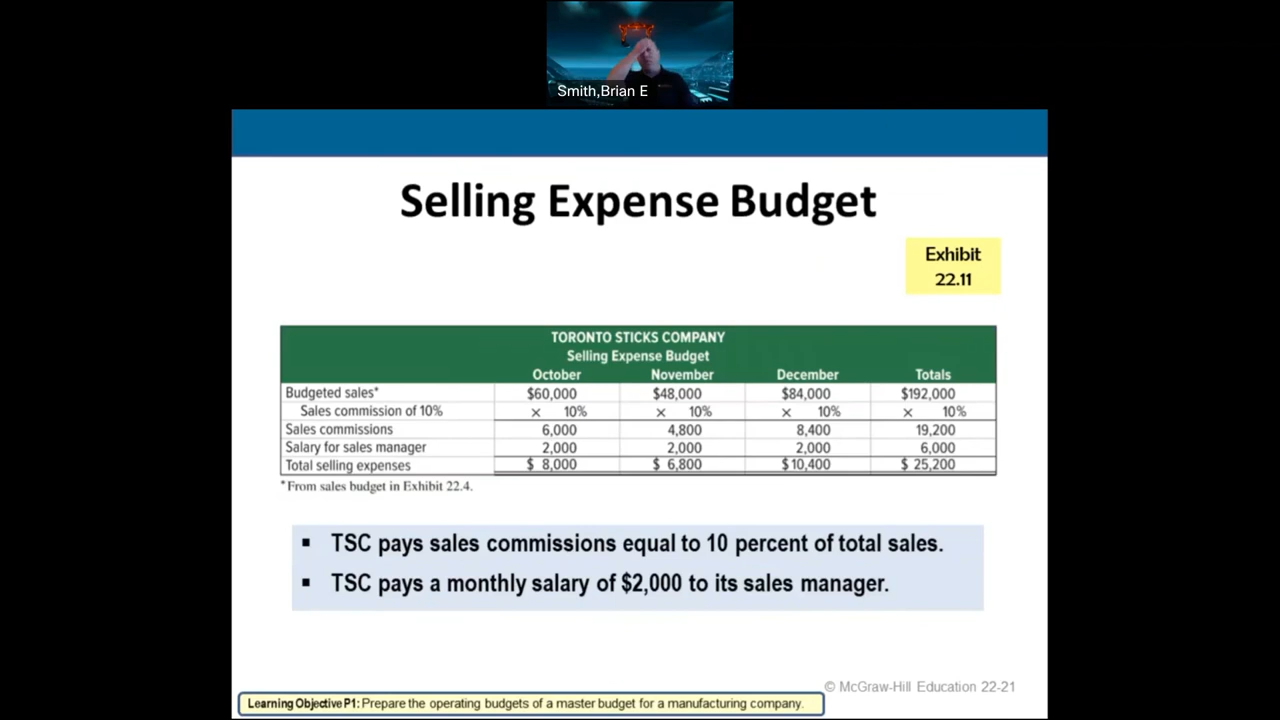 Smith,Brian E
Selling Expense Budget
Exhibit
22.11
TORONTO STICKS COMPANY
Selling Expense Budget
October November December Totals
Budgeted sales* $60,000 $48,000 $84,000 $192,000
Sales commission of 10% × 10% × 10% × 10% × 10%
Sales commissions 6,000 4,800 8,400 19,200
Salary for sales manager 2,000 2,000 2,000 6,000
Total selling expenses $ 8,000 $ 6,800 $10,400 $ 25,200
*From sales budget in Exhibit 22.4.
▪ TSC pays sales commissions equal to 10 percent of total sales.
▪ TSC pays a monthly salary of $2,000 to its sales manager.
© McGraw-Hill Education 22-21
Learning Objective P1: Prepare the operating budgets of a master budget for a manufacturing company.